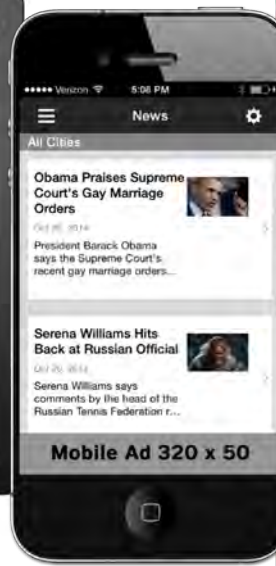 Verizon 5:08 PM
News
All Cities
Obama Praises Supreme
Court's Gay Marriage
Orders
Oct 20, 2014
President Barack Obama
says the Supreme Court's
recent gay marriage orders...
Serena Williams Hits
Back at Russian Official
Oct 20, 2014
Serena Williams says
comments by the head of the
Russian Tennis Federation r...
Mobile Ad 320 x 50